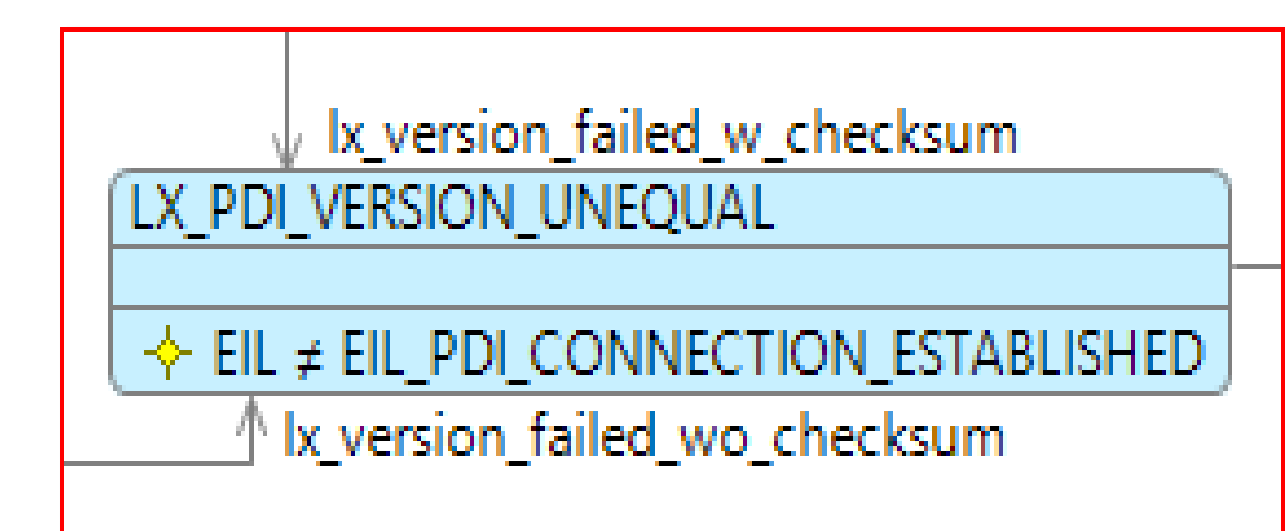 lx_version_failed_w_checksum
LX_PDI_VERSION_UNEQUAL
EIL ≠ EIL_PDI_CONNECTION_ESTABLISHED
lx_version_failed_wo_checksum